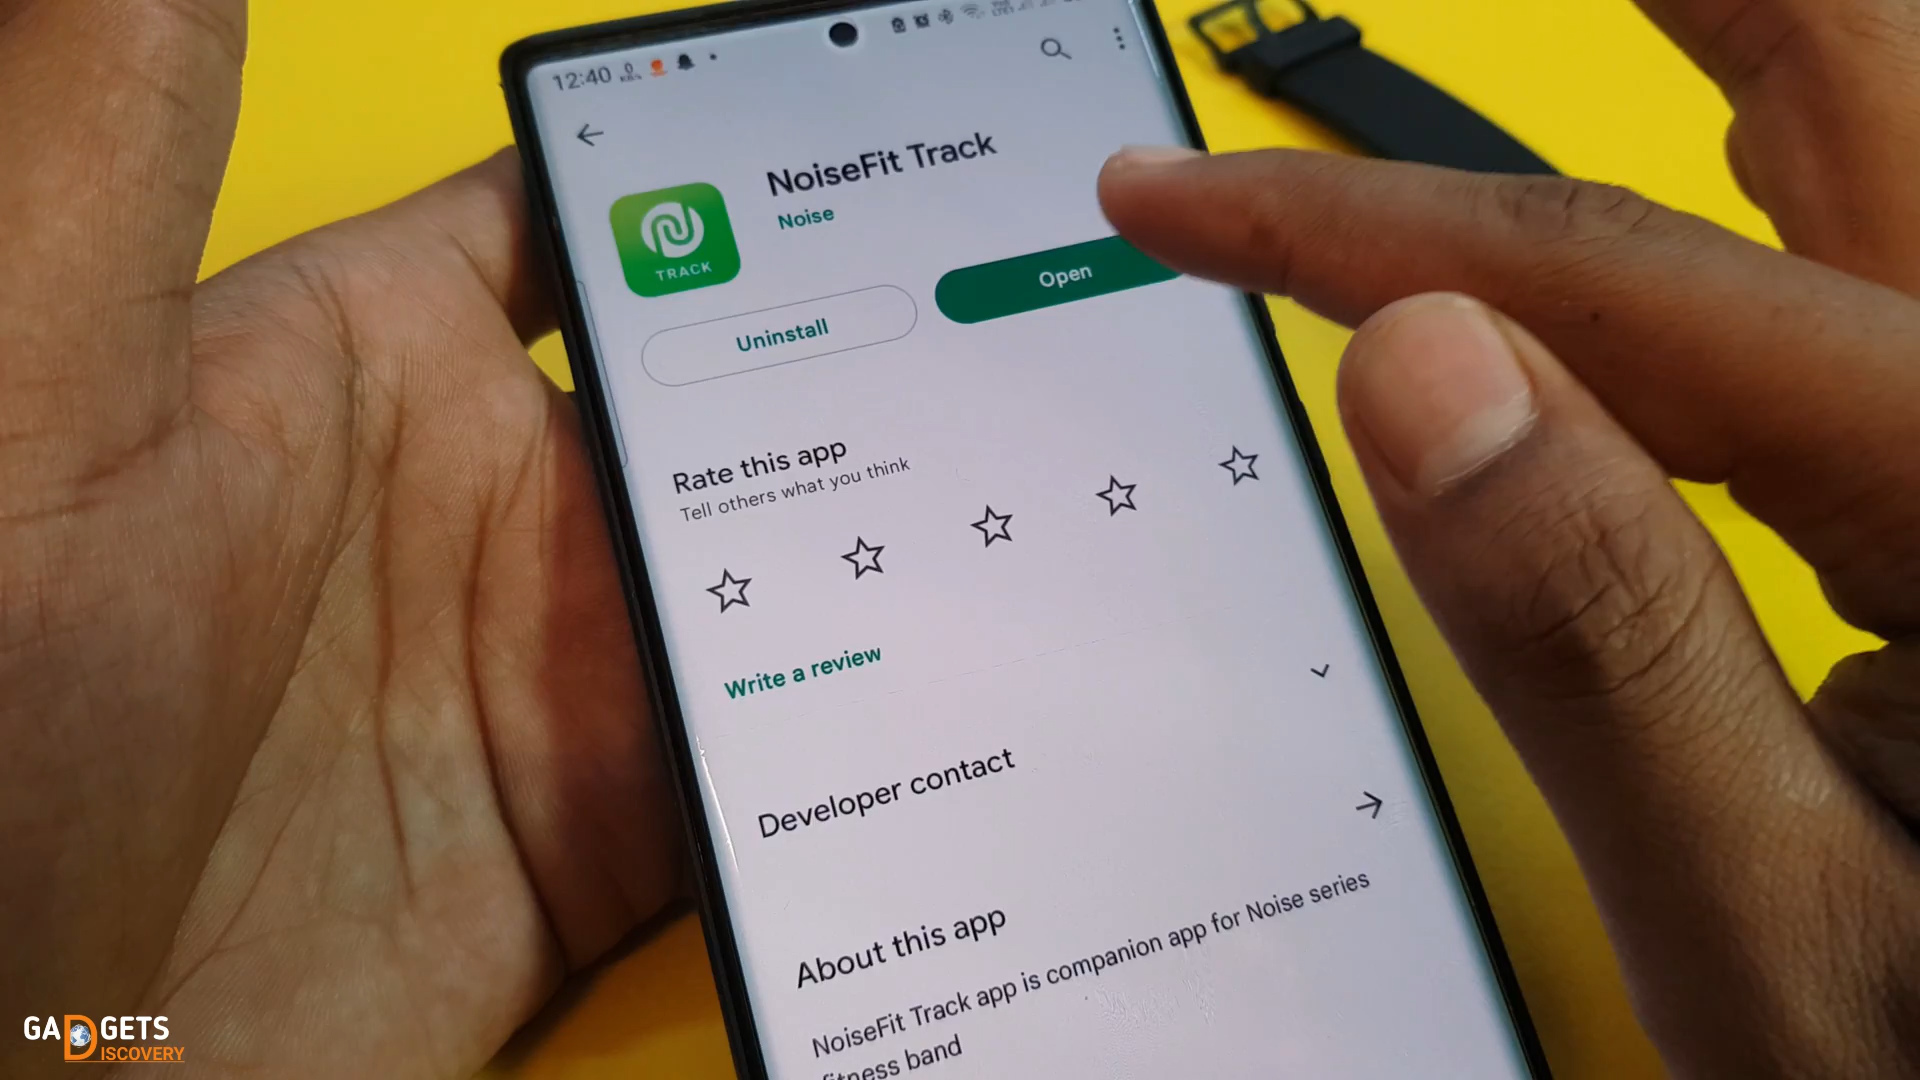 12:40
NoiseFit Track
Noise
TRACK
Uninstall
Open
Rate this app
Tell others what you think
Write a review
Developer contact
About this app
NoiseFit Track app is companion app for Noise series
fitness band
GADGETS
DISCOVERY